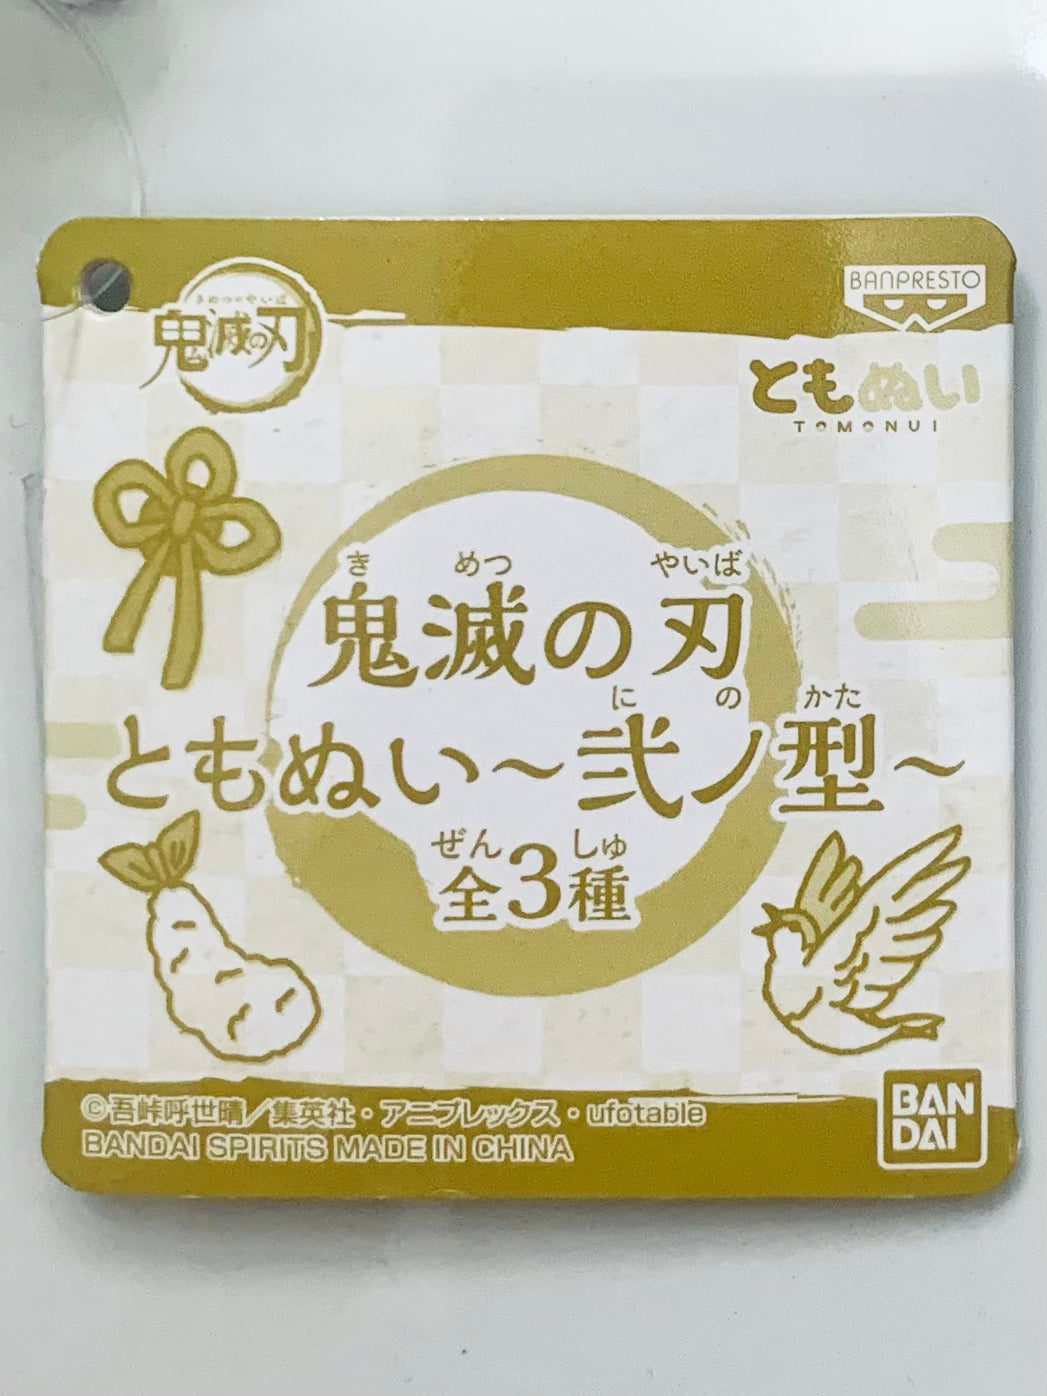 きめつのやいば
鬼滅の刃
BANPRESTO
ともぬい
TOMONUI
き めつ やいば
鬼滅の刃
に の かた
ともぬい～弐ノ型～
ぜん しゅ
全3種
©吾峠呼世晴／集英社・アニプレックス・ufotable
BANDAI SPIRITS MADE IN CHINA
BAN
DAI